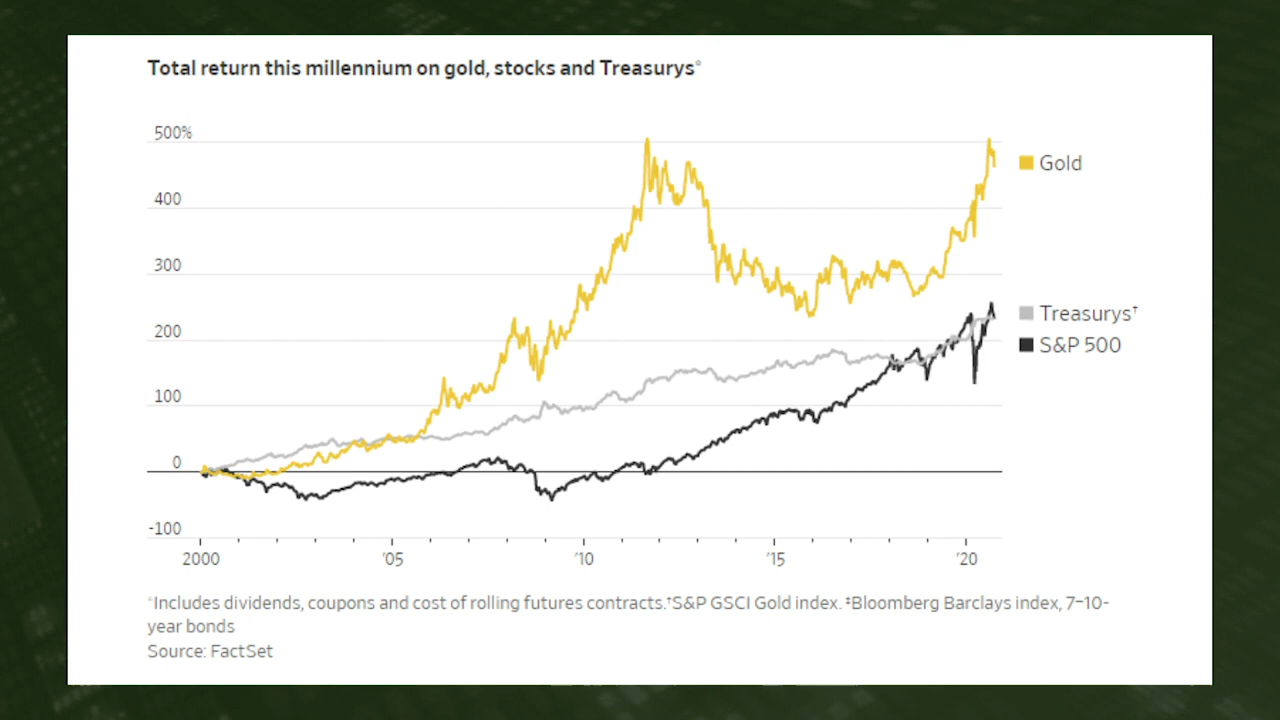 Total return this millennium on gold, stocks and Treasurys*
500%
400
300
200
100
0
-100
Gold
Treasurys†
S&P 500
2000 '05 '10 '15 '20
*Includes dividends, coupons and cost of rolling futures contracts.†S&P GSCI Gold index. ‡Bloomberg Barclays index, 7–10-
year bonds
Source: FactSet